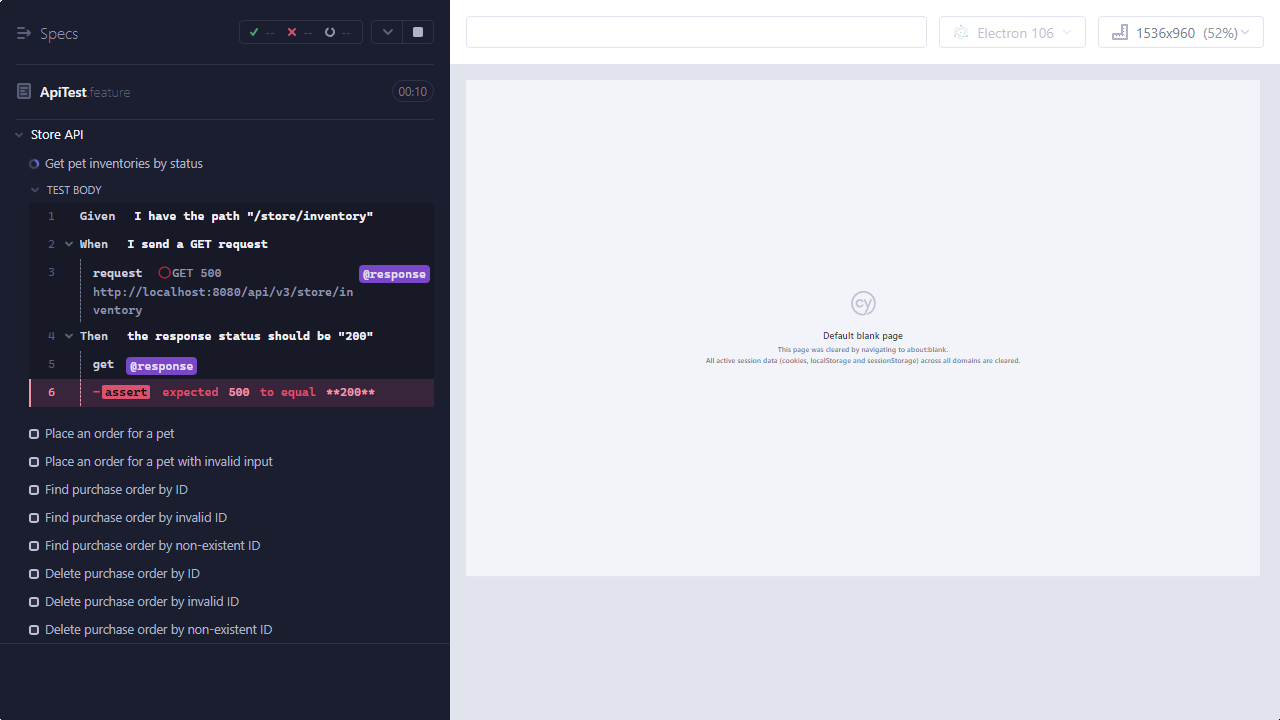 Specs
-- -- --
Electron 106
1536x960 (52%)
ApiTest feature
00:10
Store API
Get pet inventories by status
TEST BODY
1 Given I have the path "/store/inventory"
2 When I send a GET request
3 request GET 500 @response
http://localhost:8080/api/v3/store/in
ventory
4 Then the response status should be "200"
5 get @response
6 -assert expected 500 to equal **200**
Place an order for a pet
Place an order for a pet with invalid input
Find purchase order by ID
Find purchase order by invalid ID
Find purchase order by non-existent ID
Delete purchase order by ID
Delete purchase order by invalid ID
Delete purchase order by non-existent ID
cy
Default blank page
This page was cleared by navigating to about:blank.
All active session data (cookies, localStorage and sessionStorage) across all domains are cleared.